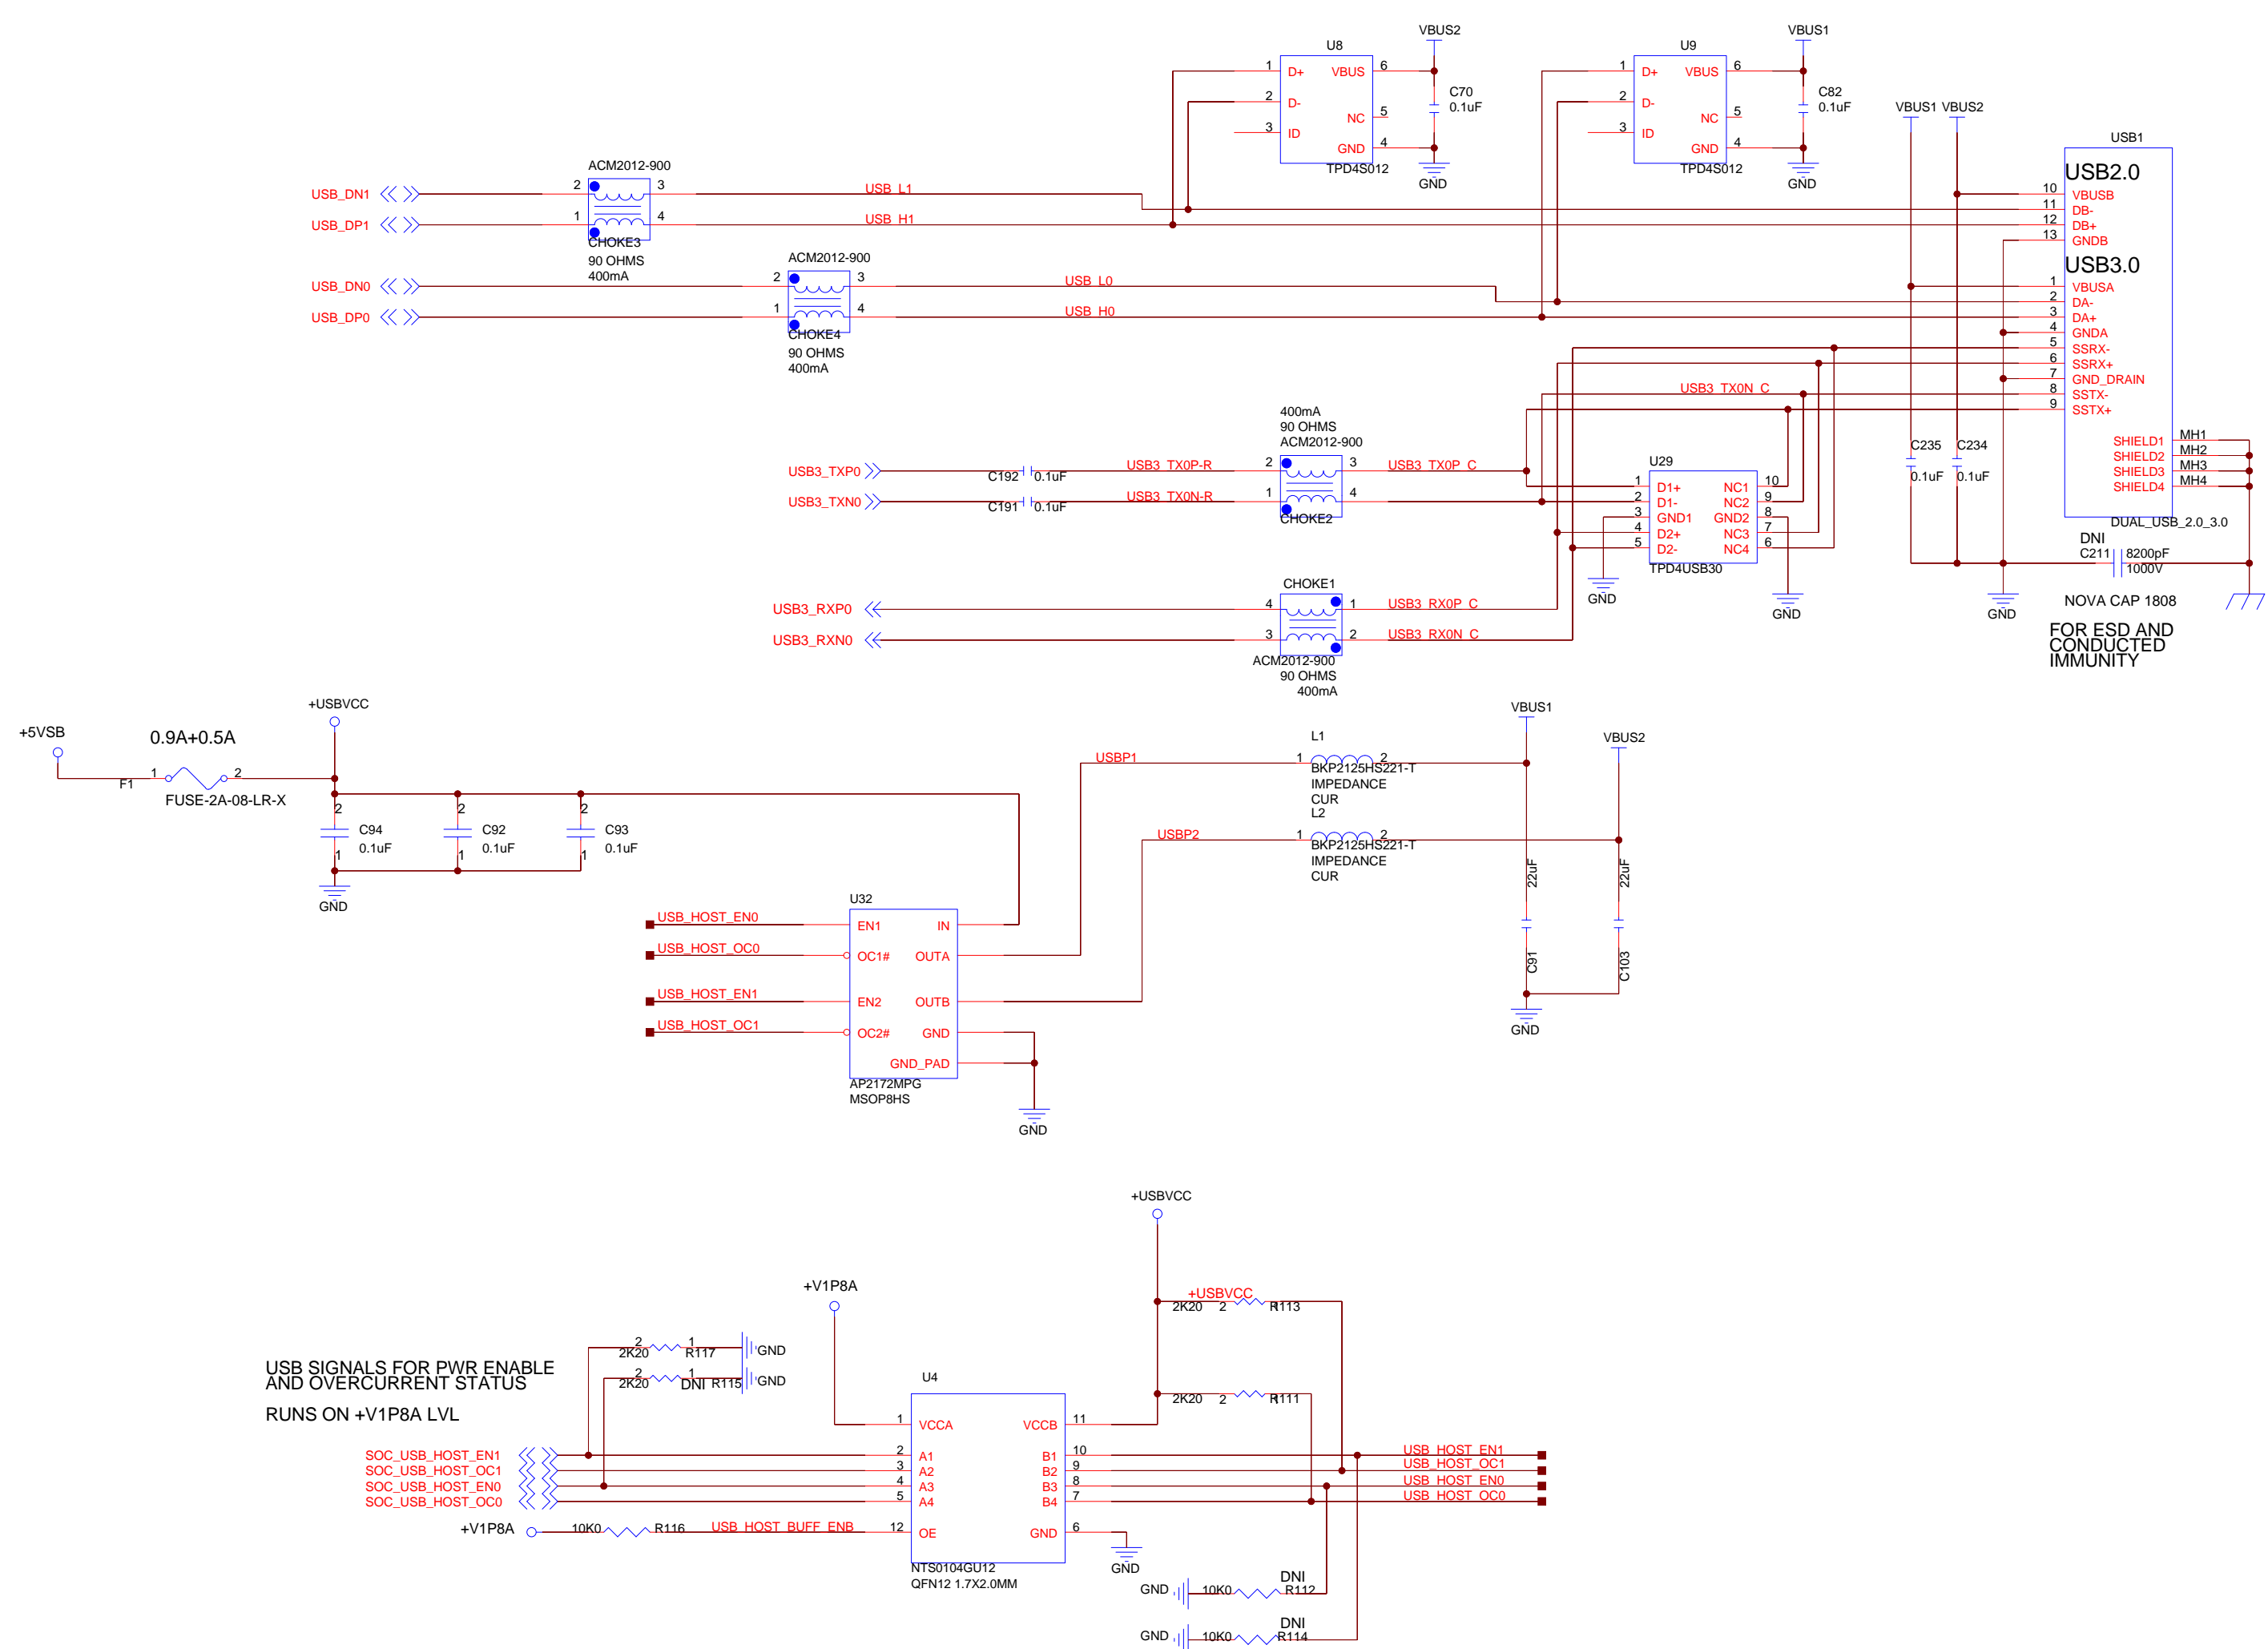 VBUS2
VBUS1
U8
U9
1 D+ VBUS 6
2 D- C70
0.1uF
NC 5
3 ID
GND 4
TPD4S012
GND
1 D+ VBUS 6
2 D- C82
0.1uF
NC 5
3 ID
GND 4
TPD4S012
GND
VBUS1 VBUS2
USB1
USB2.0
10 VBUSB
11 DB-
12 DB+
13 GNDB
USB3.0
1 VBUSA
2 DA-
3 DA+
4 GNDA
5 SSRX-
6 SSRX+
7 GND_DRAIN
8 SSTX-
9 SSTX+
SHIELD1 MH1
SHIELD2 MH2
SHIELD3 MH3
SHIELD4 MH4
DUAL_USB_2.0_3.0
C235 C234
0.1uF 0.1uF
DNI
C211 8200pF
1000V
GND
NOVA CAP 1808
FOR ESD AND
CONDUCTED
IMMUNITY
ACM2012-900
USB_DN1 2 3 USB_L1
USB_DP1 1 4 USB_H1
CHOKE3
90 OHMS
400mA
ACM2012-900
USB_DN0 2 3 USB_L0
USB_DP0 1 4 USB_H0
CHOKE4
90 OHMS
400mA
USB3_TX0N_C
400mA
90 OHMS
ACM2012-900
USB3_TXP0 C192 0.1uF USB3_TX0P-R 2 3 USB3_TX0P_C
USB3_TXN0 C191 0.1uF USB3_TX0N-R 1 4
CHOKE2
U29
1 D1+ NC1 10
2 D1- NC2 9
3 GND1 GND2 8
4 D2+ NC3 7
5 D2- NC4 6
TPD4USB30
GND
GND
CHOKE1
USB3_RXP0 4 1 USB3_RX0P_C
USB3_RXN0 3 2 USB3_RX0N_C
ACM2012-900
90 OHMS
400mA
+USBVCC
+5VSB 0.9A+0.5A
F1 1 2
FUSE-2A-08-LR-X
2 2 2
C94 C92 C93
0.1uF 0.1uF 0.1uF
1 1 1
GND
VBUS1
VBUS2
L1
USBP1 1 2
BKP2125HS221-T
IMPEDANCE
CUR
L2
USBP2 1 2
BKP2125HS221-T
IMPEDANCE
CUR
22uF 22uF
C91 C103
GND
U32
USB_HOST_EN0 EN1 IN
USB_HOST_OC0 OC1# OUTA
USB_HOST_EN1 EN2 OUTB
USB_HOST_OC1 OC2# GND
GND_PAD
AP2172MPG
MSOP8HS
GND
+USBVCC
+V1P8A
+USBVCC
2K20 2 1 R113
2 1
2K20 R117 GND
2 1
2K20 DNI R115 GND
2K20 2 1 R111
USB SIGNALS FOR PWR ENABLE
AND OVERCURRENT STATUS
RUNS ON +V1P8A LVL
U4
1 VCCA VCCB 11
SOC_USB_HOST_EN1 2 A1 B1 10 USB_HOST_EN1
SOC_USB_HOST_OC1 3 A2 B2 9 USB_HOST_OC1
SOC_USB_HOST_EN0 4 A3 B3 8 USB_HOST_EN0
SOC_USB_HOST_OC0 5 A4 B4 7 USB_HOST_OC0
+V1P8A 10K0 R116 USB_HOST_BUFF_ENB 12 OE GND 6
NTS0104GU12
QFN12 1.7X2.0MM
GND
DNI
GND 10K0 R112
DNI
GND 10K0 R114